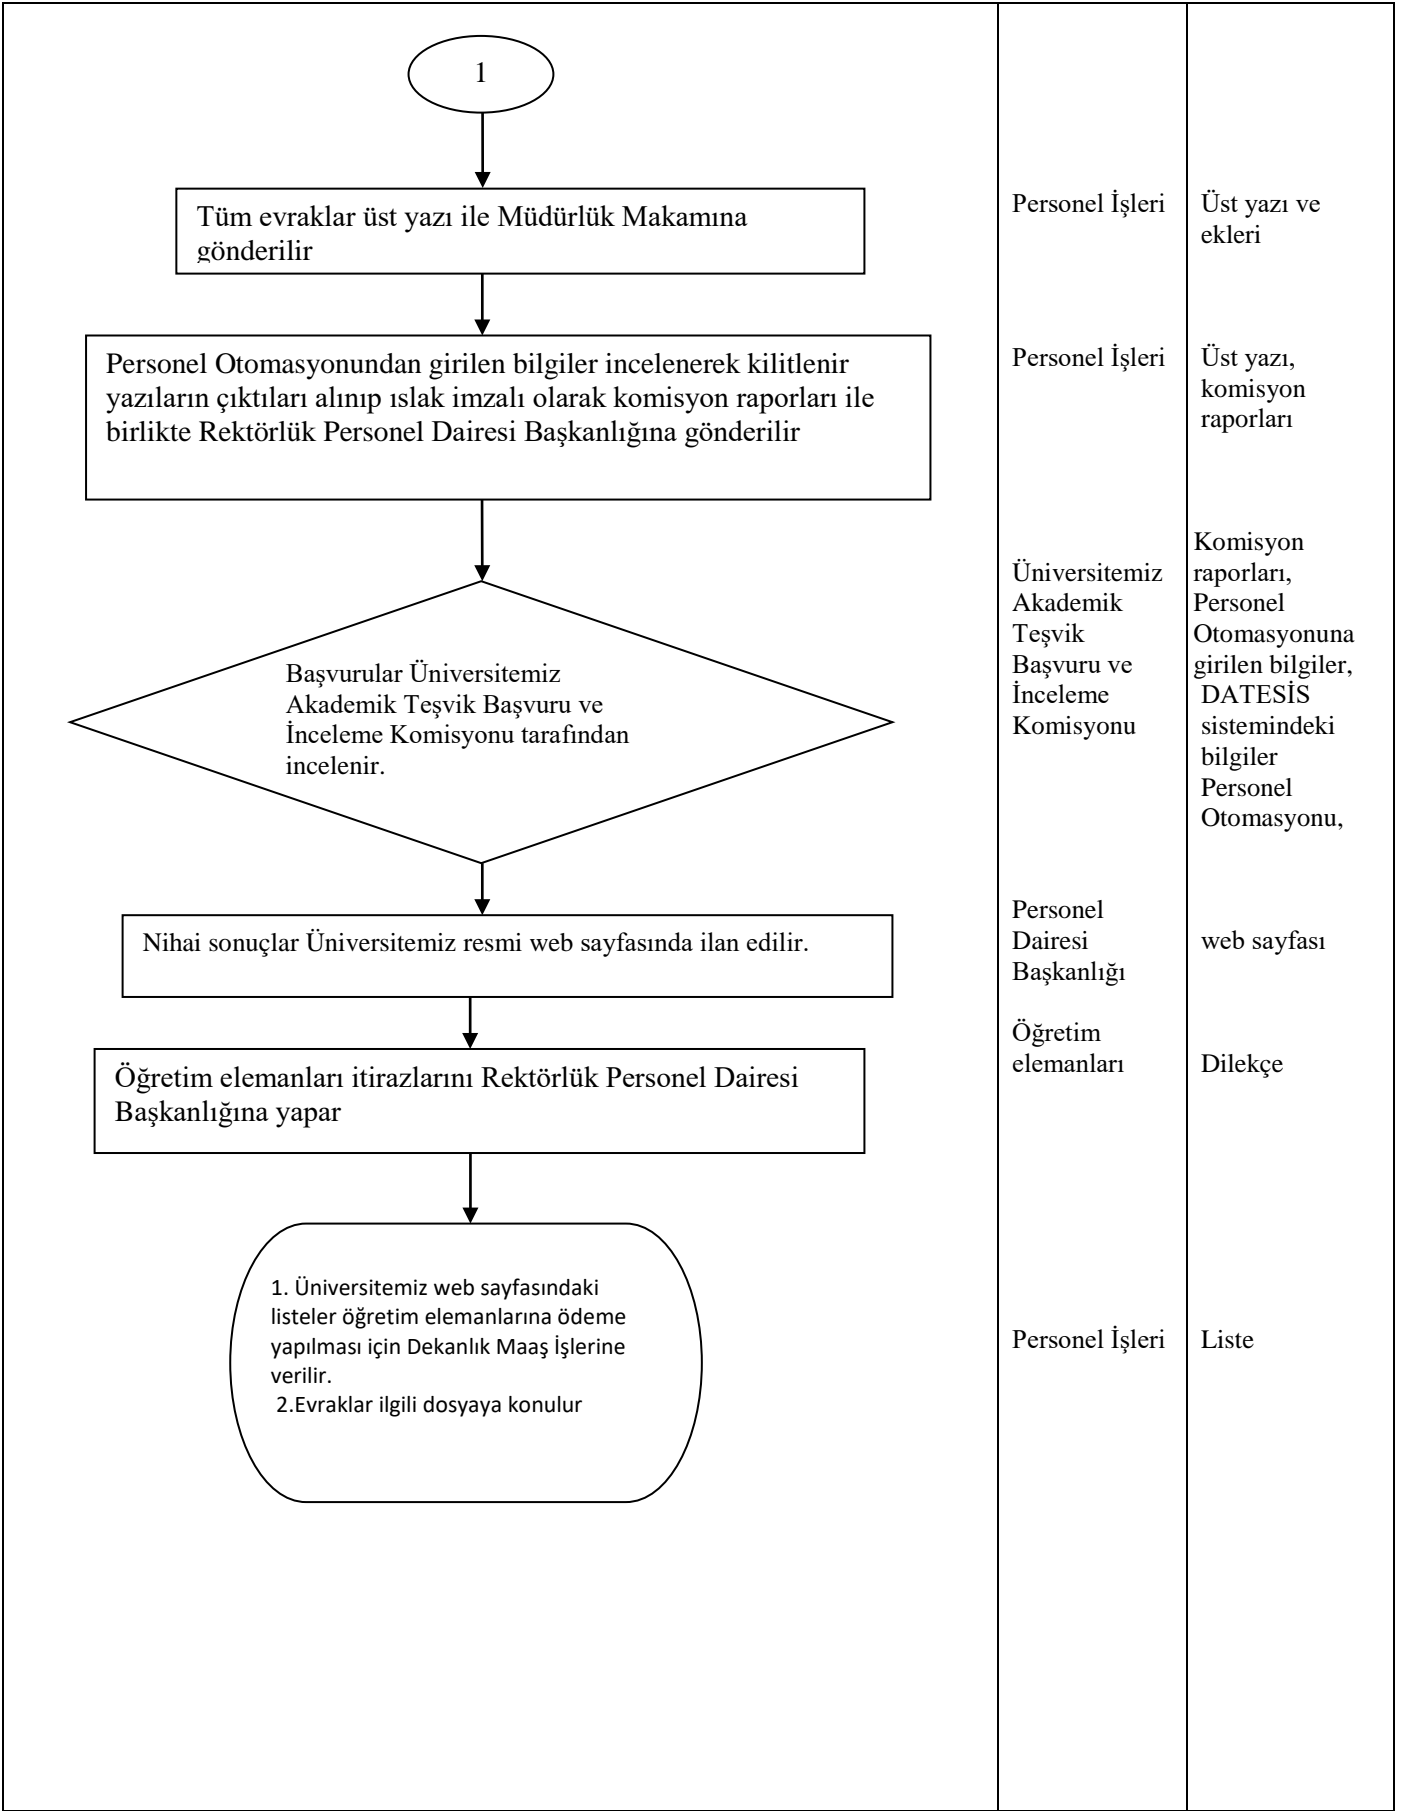 1
Tüm evraklar üst yazı ile Müdürlük Makamına
gönderilir
Personel İşleri
Üst yazı ve
ekleri
Personel Otomasyonundan girilen bilgiler incelenerek kilitlenir
yazıların çıktıları alınıp ıslak imzalı olarak komisyon raporları ile
birlikte Rektörlük Personel Dairesi Başkanlığına gönderilir
Personel İşleri
Üst yazı,
komisyon
raporları
Başvurular Üniversitemiz
Akademik Teşvik Başvuru ve
İnceleme Komisyonu tarafından
incelenir.
Üniversitemiz
Akademik
Teşvik
Başvuru ve
İnceleme
Komisyonu
Komisyon
raporları,
Personel
Otomasyonuna
girilen bilgiler,
DATESİS
sistemindeki
bilgiler
Personel
Otomasyonu,
Nihai sonuçlar Üniversitemiz resmi web sayfasında ilan edilir.
Personel
Dairesi
Başkanlığı
web sayfası
Öğretim elemanları itirazlarını Rektörlük Personel Dairesi
Başkanlığına yapar
Öğretim
elemanları
Dilekçe
1. Üniversitemiz web sayfasındaki
listeler öğretim elemanlarına ödeme
yapılması için Dekanlık Maaş İşlerine
verilir.
2.Evraklar ilgili dosyaya konulur
Personel İşleri
Liste